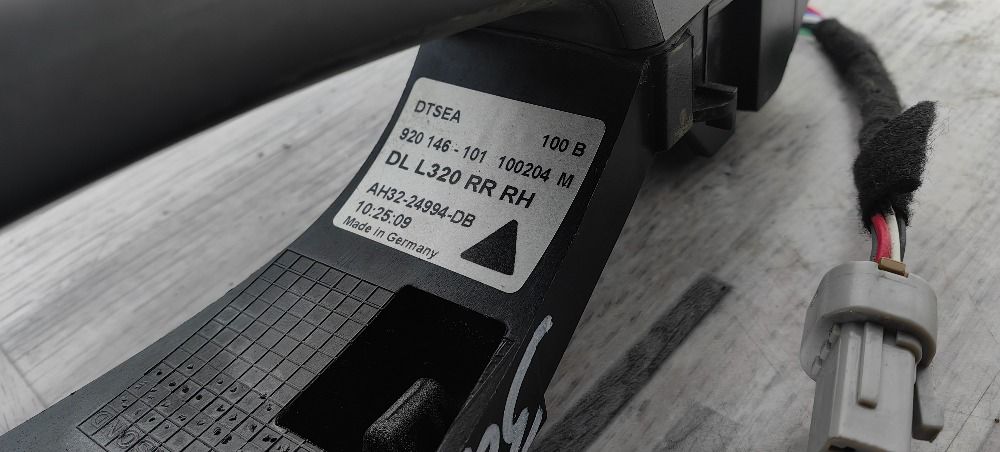 DTSEA
100 B
920 146 - 101 100204 M
DL L320 RR RH
AH32-24994-DB
10:25:09
Made in Germany